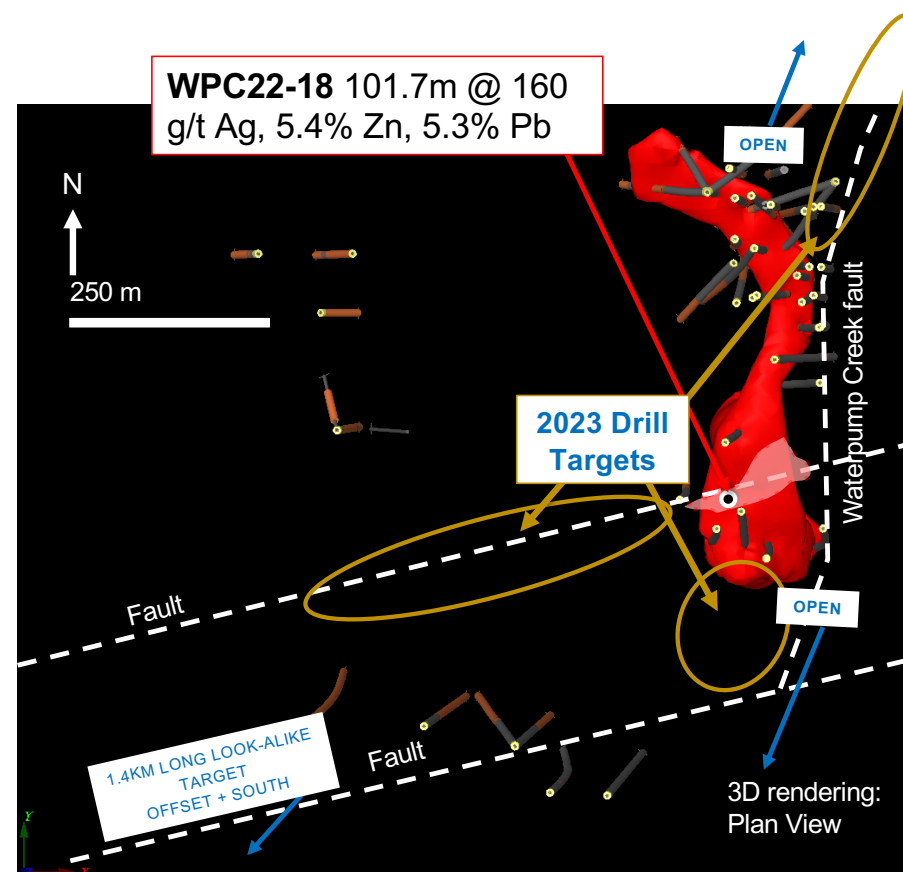 WPC22-18 101.7m @ 160
g/t Ag, 5.4% Zn, 5.3% Pb
OPEN
N
250 m
Waterpump Creek fault
2023 Drill
Targets
Fault
OPEN
Fault
1.4KM LONG LOOK-ALIKE
TARGET
OFFSET + SOUTH
3D rendering:
Plan View
Y
X